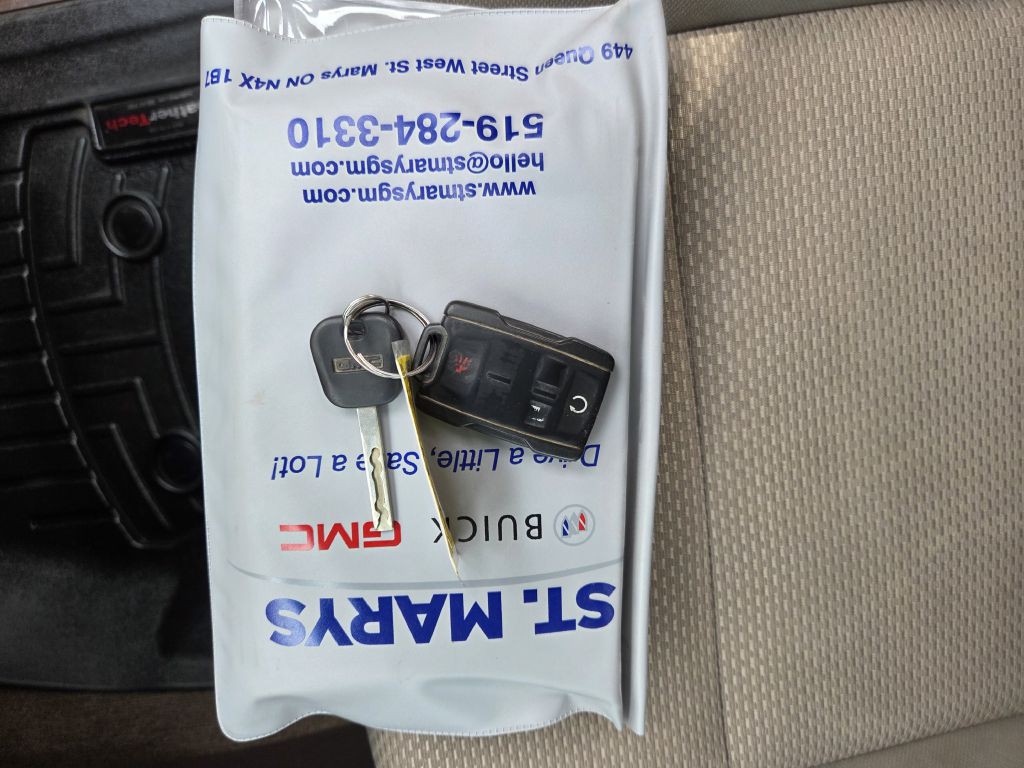 ST. MARYS
BUICK GMC
Drive a Little, Save a Lot!
www.stmarysgm.com
hello@stmarysgm.com
519-284-3310
449 Queen Street West St. Marys ON N4X 1B7
Tech